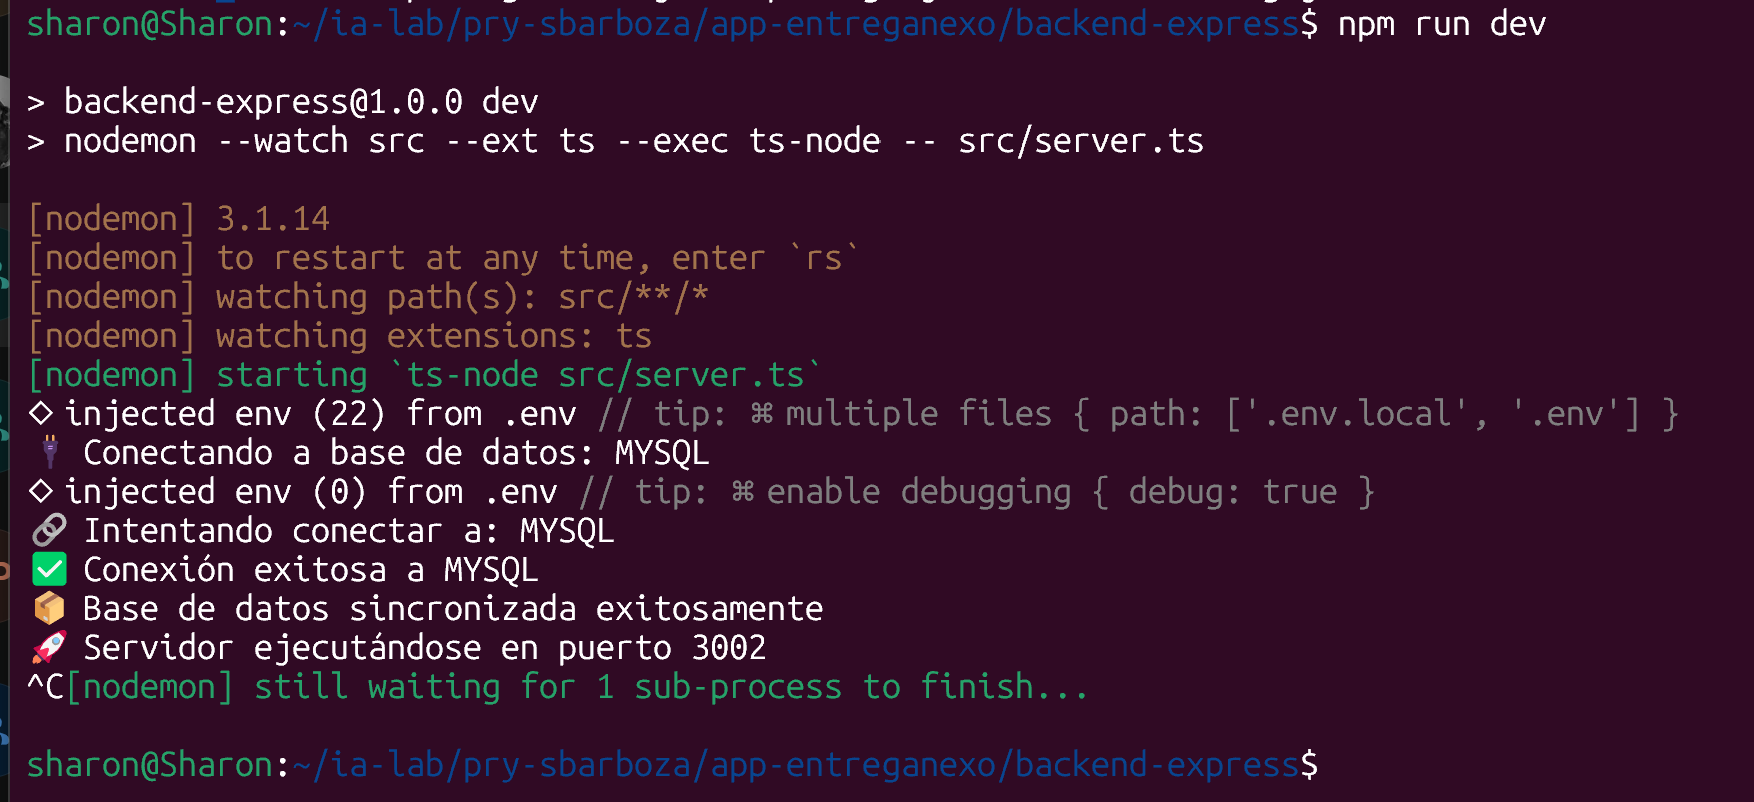 sharon@Sharon:~/ia-lab/pry-sbarboza/app-entreganexo/backend-express$ npm run dev
> backend-express@1.0.0 dev
> nodemon --watch src --ext ts --exec ts-node -- src/server.ts
[nodemon] 3.1.14
[nodemon] to restart at any time, enter `rs`
[nodemon] watching path(s): src/**/*
[nodemon] watching extensions: ts
[nodemon] starting `ts-node src/server.ts`
◇ injected env (22) from .env // tip: ⌘ multiple files { path: ['.env.local', '.env'] }
🔌 Conectando a base de datos: MYSQL
◇ injected env (0) from .env // tip: ⌘ enable debugging { debug: true }
🔗 Intentando conectar a: MYSQL
✅ Conexión exitosa a MYSQL
📦 Base de datos sincronizada exitosamente
🚀 Servidor ejecutándose en puerto 3002
^C[nodemon] still waiting for 1 sub-process to finish...
sharon@Sharon:~/ia-lab/pry-sbarboza/app-entreganexo/backend-express$